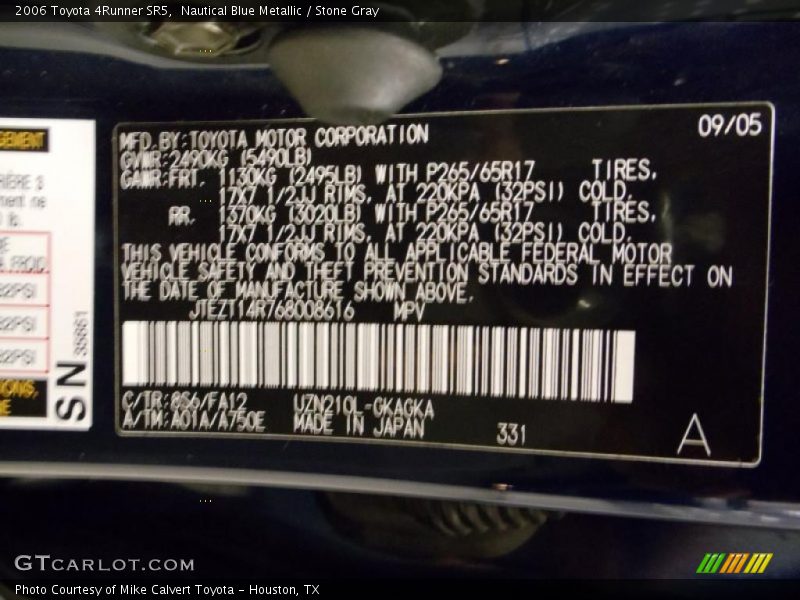 2006 Toyota 4Runner SR5, Nautical Blue Metallic / Stone Gray
09/05
MFD.BY:TOYOTA MOTOR CORPORATION
GVWR:2490KG (5490LB)
GAWR:FRT. 1130KG (2495LB) WITH P265/65R17 TIRES,
17X7 1/2JJ RIMS, AT 220KPA (32PSI) COLD.
RR. 1370KG (3020LB) WITH P265/65R17 TIRES,
17X7 1/2JJ RIMS, AT 220KPA (32PSI) COLD.
THIS VEHICLE CONFORMS TO ALL APPLICABLE FEDERAL MOTOR
VEHICLE SAFETY AND THEFT PREVENTION STANDARDS IN EFFECT ON
THE DATE OF MANUFACTURE SHOWN ABOVE.
JTEZT14R768008616 MPV
C/TR:8S6/FA12 UZN210L-GKAGKA
A/TM:A01A/A750E MADE IN JAPAN
331
A
32PSI
32PSI
32PSI
SN
GTCARLOT.COM
Photo Courtesy of Mike Calvert Toyota - Houston, TX